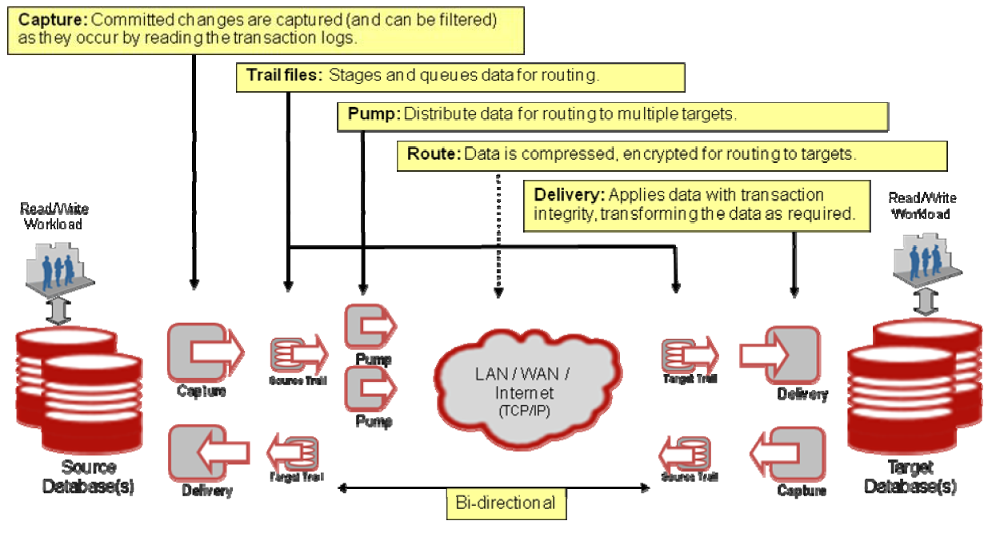 Capture: Committed changes are captured (and can be filtered)
as they occur by reading the transaction logs.
Trail files: Stages and queues data for routing.
Pump: Distribute data for routing to multiple targets.
Route: Data is compressed, encrypted for routing to targets.
Delivery: Applies data with transaction
integrity, transforming the data as required.
Read/Write
Workload
Read/Write
Workload
Capture
Source Trail
Pump
Pump
LAN / WAN /
Internet
(TCP/IP)
Target Trail
Delivery
Source
Database(s)
Delivery
Target Trail
Source Trail
Capture
Target
Database(s)
Bi-directional